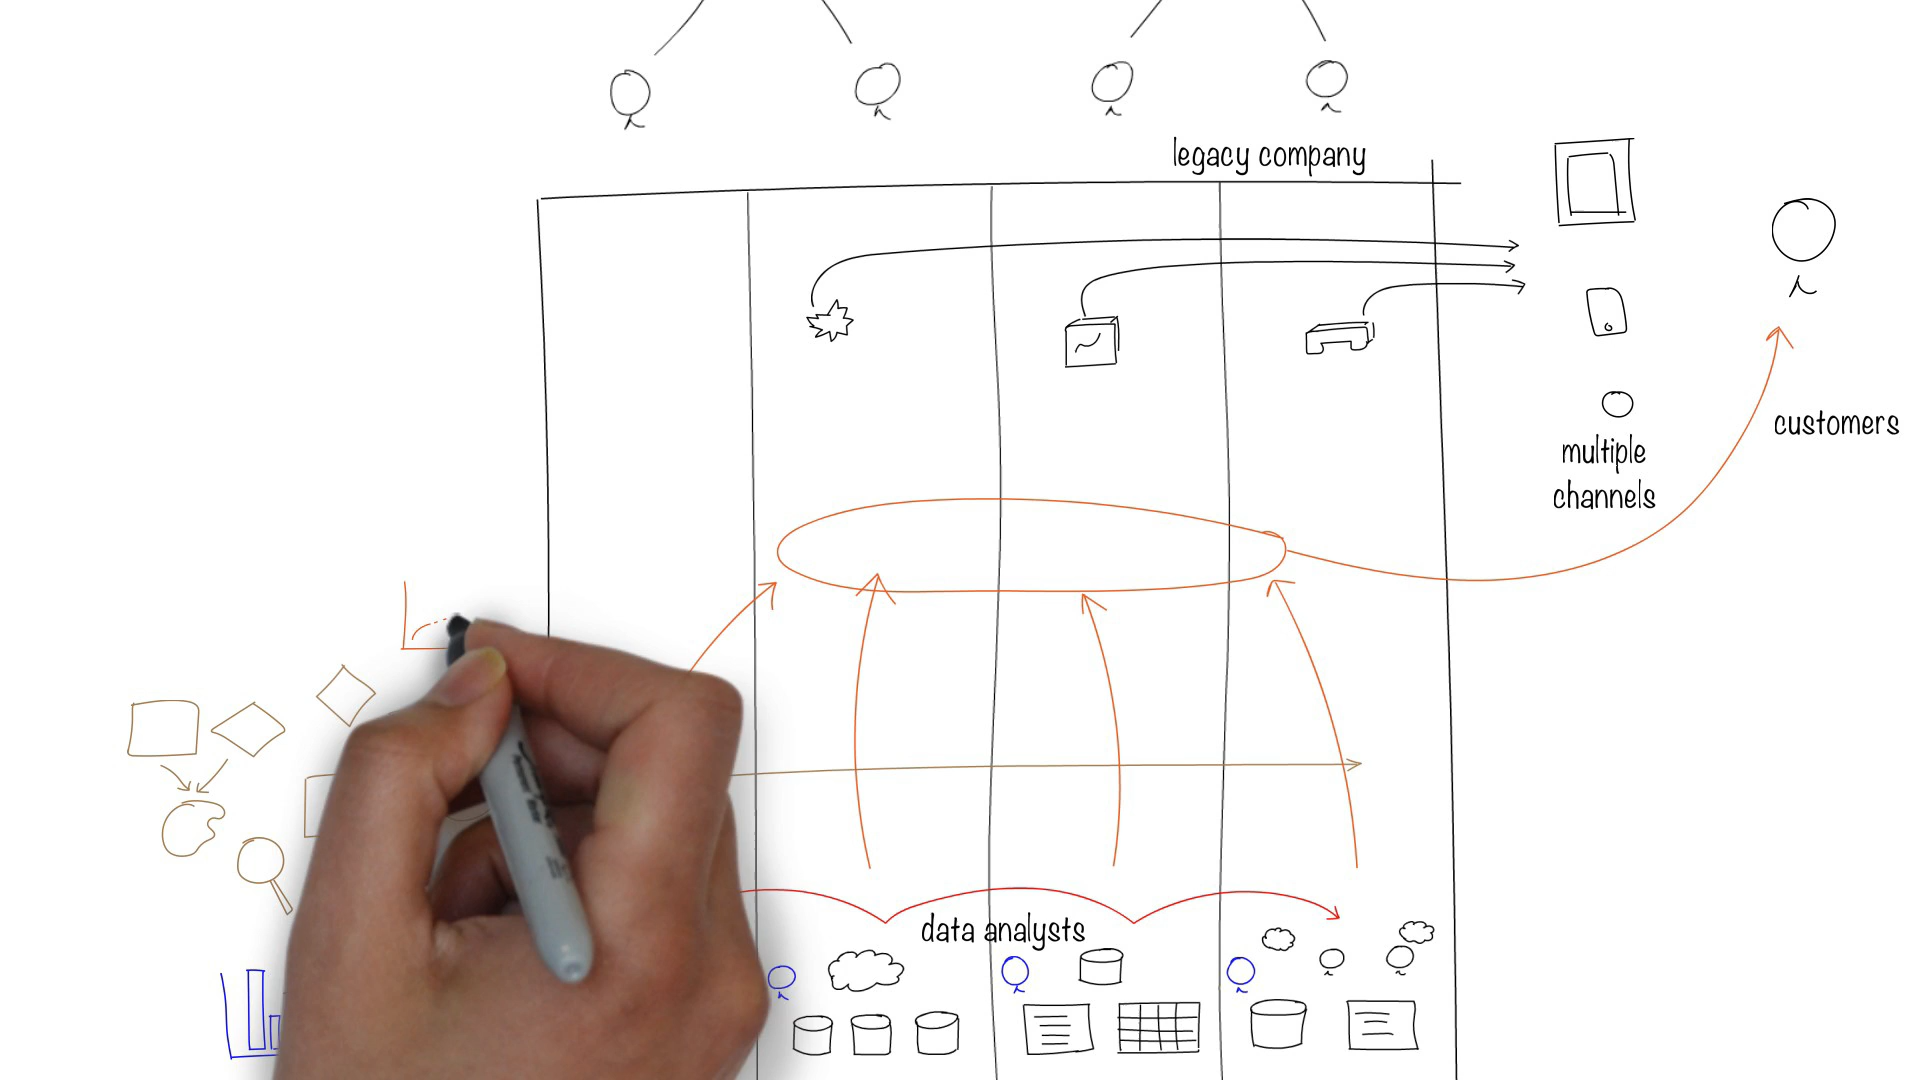 legacy company
customers
multiple
channels
data analysts